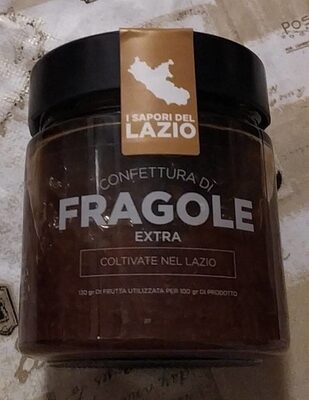 I SAPORI DEL
LAZIO
CONFETTURA DI
FRAGOLE
EXTRA
COLTIVATE NEL LAZIO
130 gr DI FRUTTA UTILIZZATA PER 100 gr DI PRODOTTO